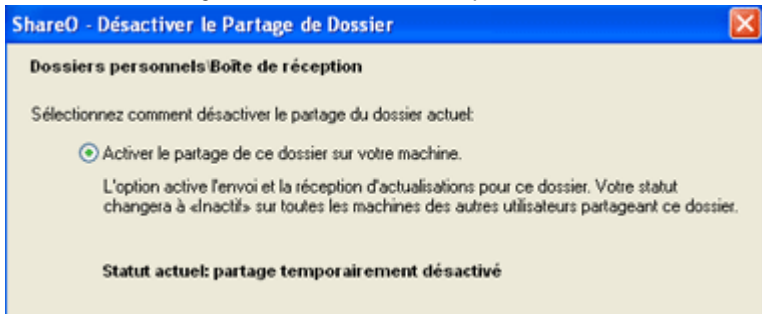 ShareO - Désactiver le Partage de Dossier
Dossiers personnels\Boîte de réception
Sélectionnez comment désactiver le partage du dossier actuel:
Activer le partage de ce dossier sur votre machine.
L'option active l'envoi et la réception d'actualisations pour ce dossier. Votre statut
changera à «Inactif» sur toutes les machines des autres utilisateurs partageant ce dossier.
Statut actuel: partage temporairement désactivé